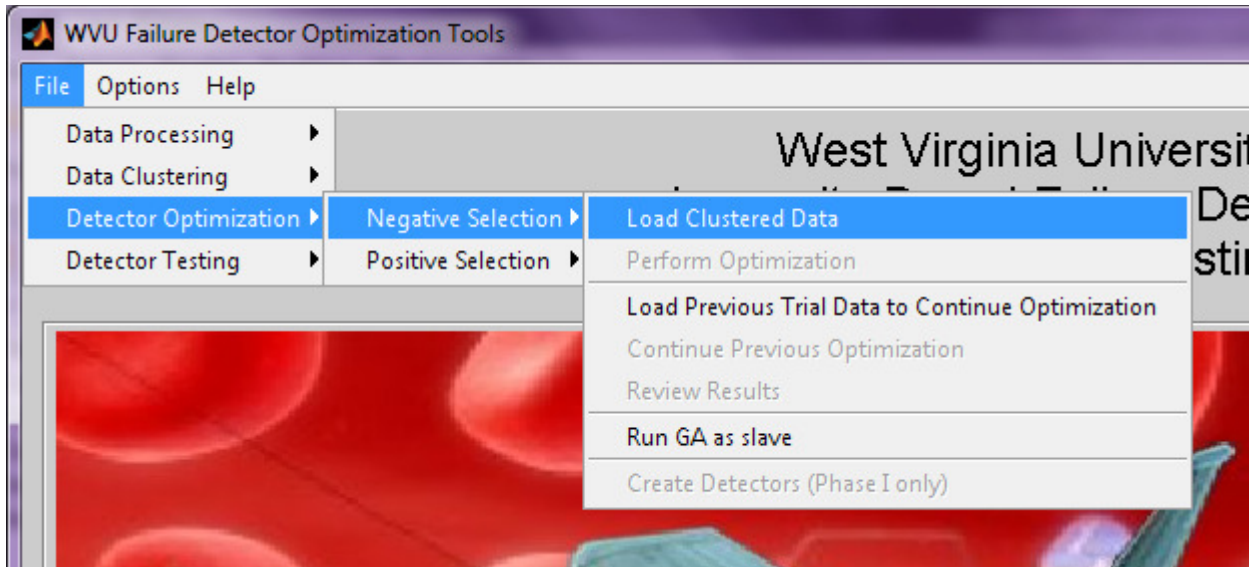 WVU Failure Detector Optimization Tools
File Options Help
Data Processing
Data Clustering
Detector Optimization
Detector Testing
Negative Selection
Positive Selection
Load Clustered Data
Perform Optimization
Load Previous Trial Data to Continue Optimization
Continue Previous Optimization
Review Results
Run GA as slave
Create Detectors (Phase I only)
West Virginia Universit